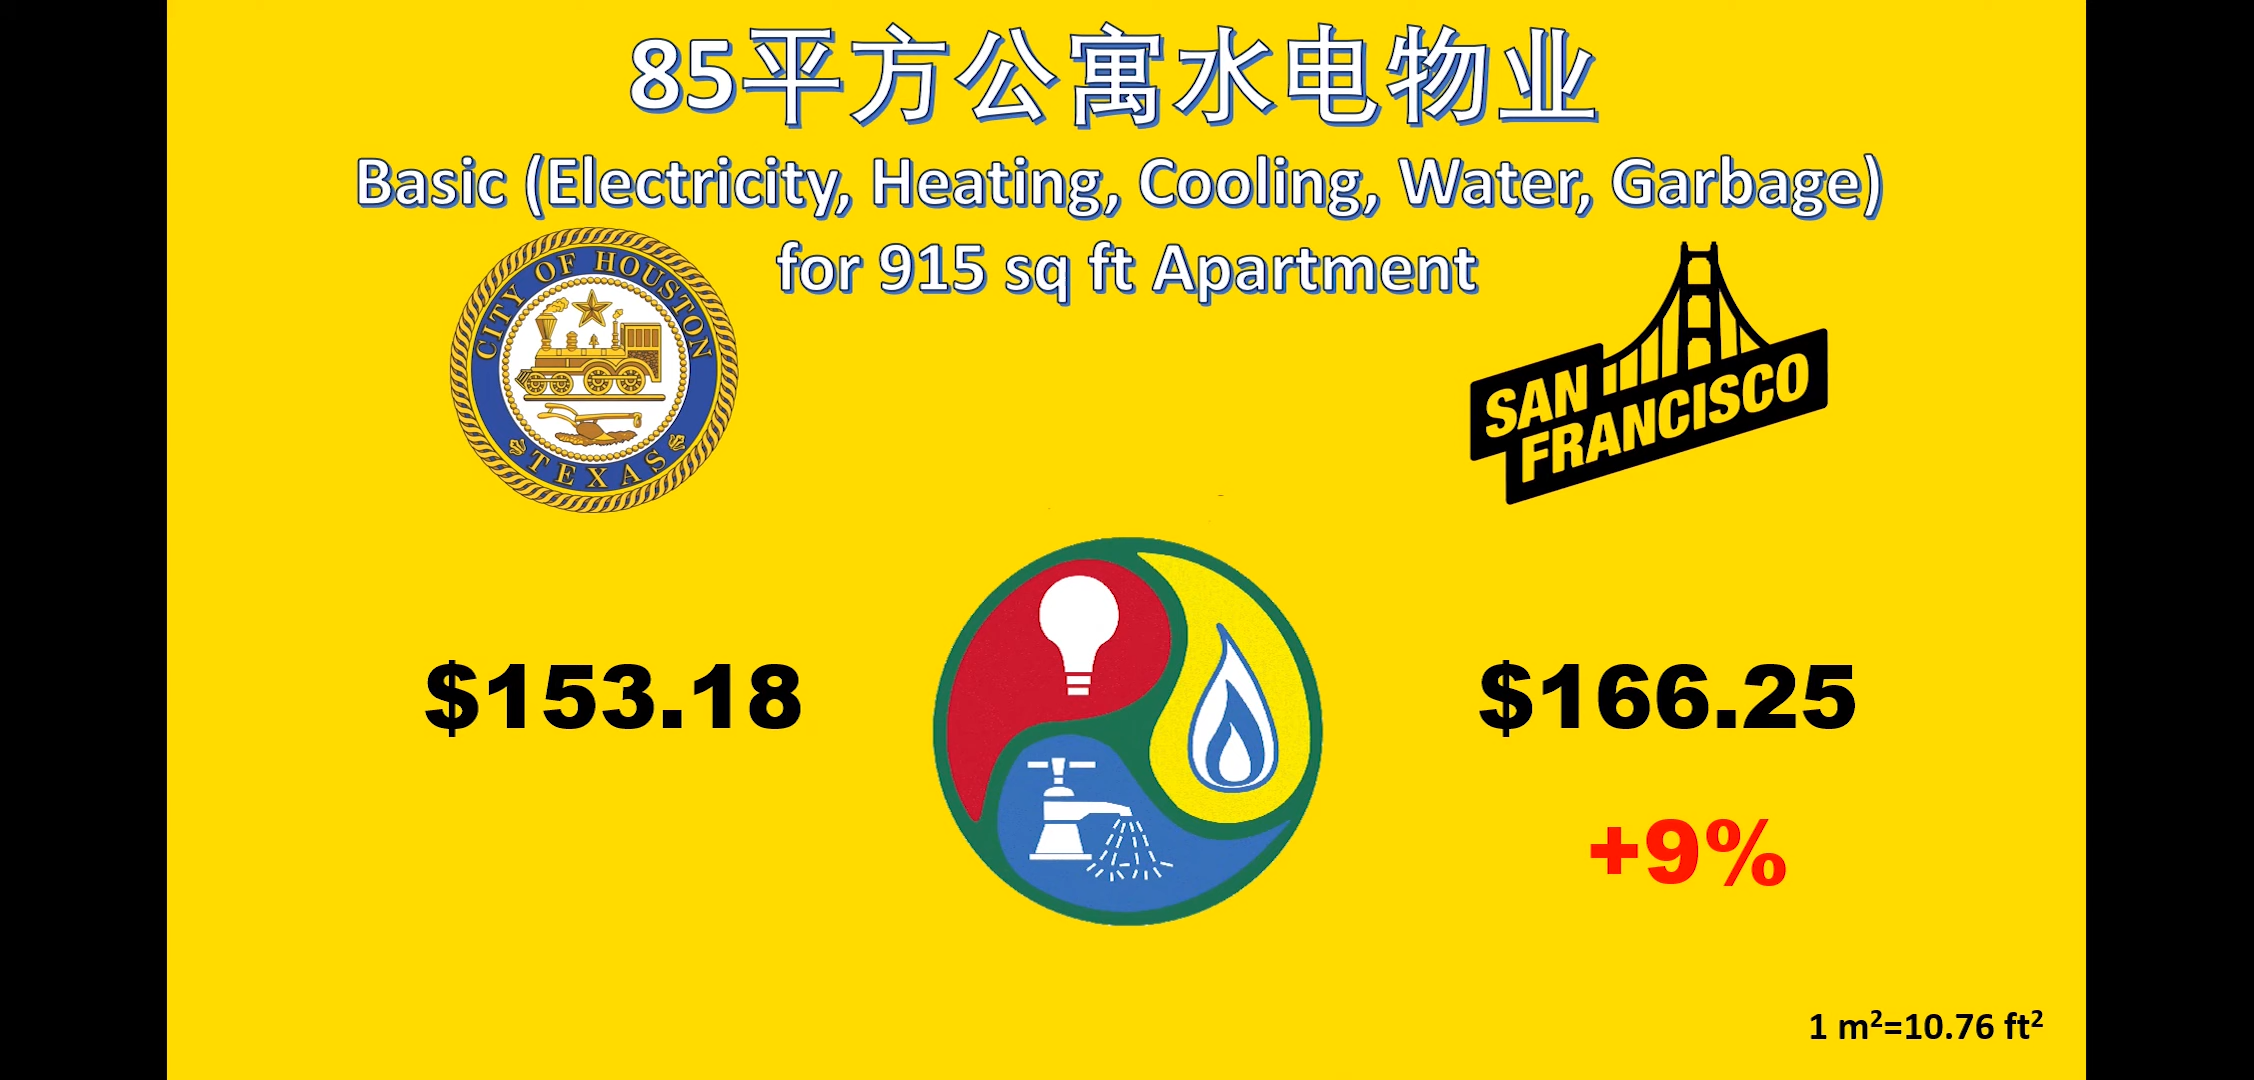 85平方公寓水电物业
Basic (Electricity, Heating, Cooling, Water, Garbage)
for 915 sq ft Apartment
CITY OF HOUSTON
TEXAS
SAN
FRANCISCO
$153.18
$166.25
+9%
1 m²=10.76 ft²